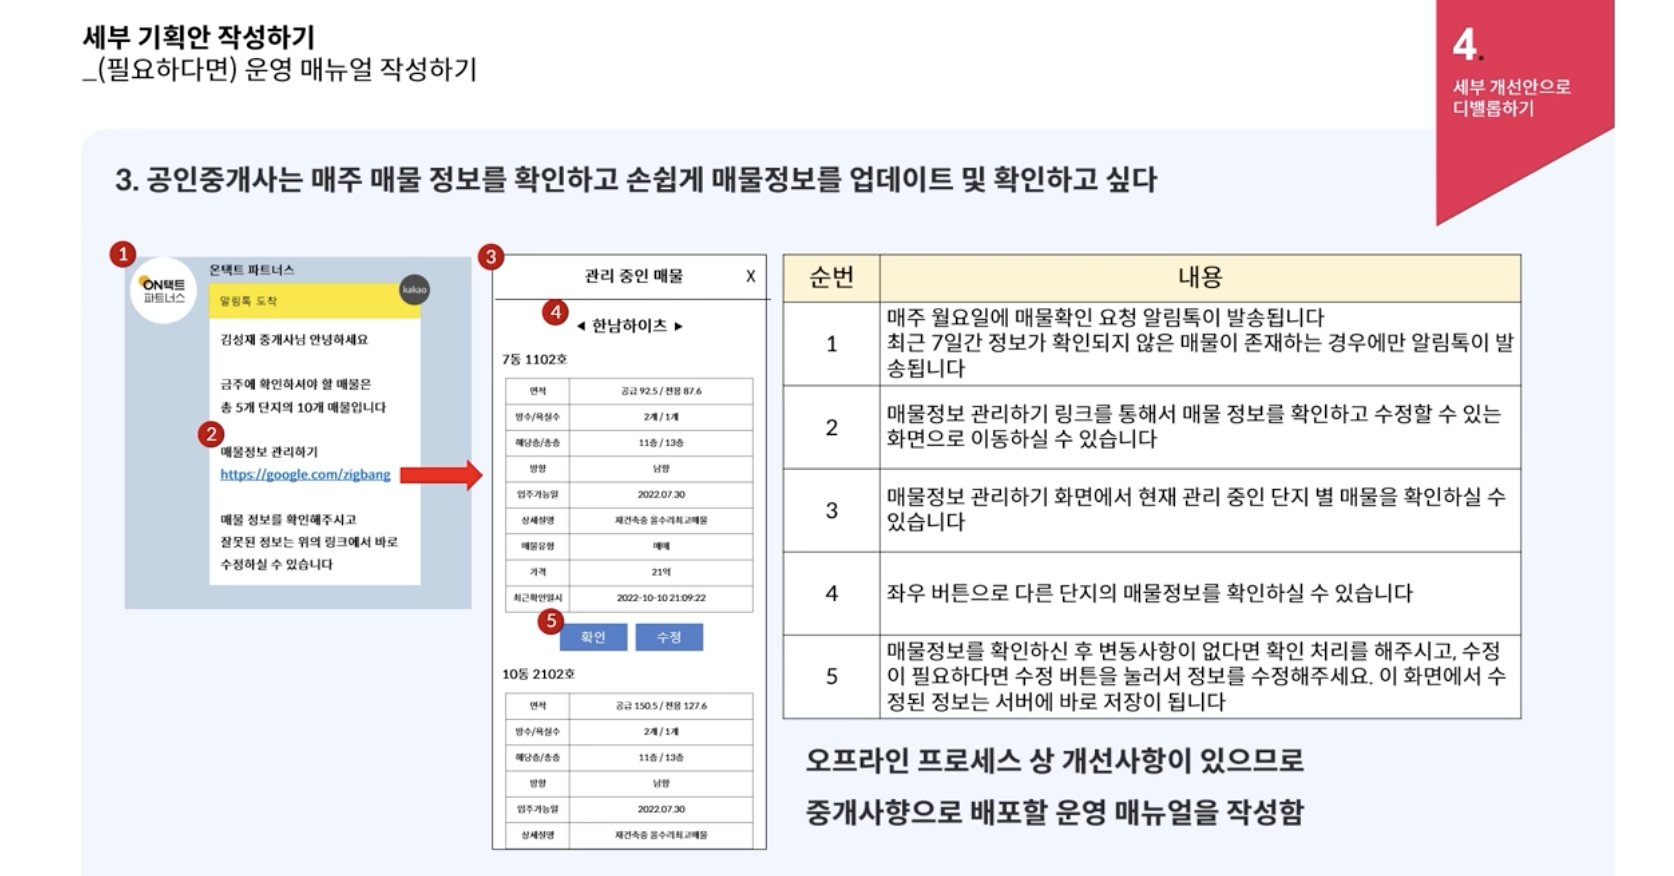 세부 기획안 작성하기
_(필요하다면) 운영 매뉴얼 작성하기
4.
세부 개선안으로
디밸롭하기
3. 공인중개사는 매주 매물 정보를 확인하고 손쉽게 매물정보를 업데이트 및 확인하고 싶다
1
ON택트
파트너스
온택트 파트너스
알림톡 도착
kakao
김성재 중개사님 안녕하세요
금주에 확인하셔야 할 매물은
총 5개 단지의 10개 매물입니다
2
매물정보 관리하기
https://google.com/zigbang
매물 정보를 확인해주시고
잘못된 정보는 위의 링크에서 바로
수정하실 수 있습니다
3
관리 중인 매물 X
4
◀ 한남하이츠 ▶
7동 1102호
면적 공급 92.5 / 전용 87.6
방수/욕실수 2개 / 1개
해당층/총층 11층 / 13층
방향 남향
입주가능일 2022.07.30
상세설명 재건축중 올수리최고매물
매물유형 매매
가격 21억
최근확인일시 2022-10-10 21:09:22
5
확인 수정
10동 2102호
면적 공급 150.5 / 전용 127.6
방수/욕실수 2개 / 1개
해당층/총층 11층 / 13층
방향 남향
입주가능일 2022.07.30
상세설명 재건축중 올수리최고매물
순번 내용
1
매주 월요일에 매물확인 요청 알림톡이 발송됩니다
최근 7일간 정보가 확인되지 않은 매물이 존재하는 경우에만 알림톡이 발
송됩니다
2
매물정보 관리하기 링크를 통해서 매물 정보를 확인하고 수정할 수 있는
화면으로 이동하실 수 있습니다
3
매물정보 관리하기 화면에서 현재 관리 중인 단지 별 매물을 확인하실 수
있습니다
4
좌우 버튼으로 다른 단지의 매물정보를 확인하실 수 있습니다
5
매물정보를 확인하신 후 변동사항이 없다면 확인 처리를 해주시고, 수정
이 필요하다면 수정 버튼을 눌러서 정보를 수정해주세요. 이 화면에서 수
정된 정보는 서버에 바로 저장이 됩니다
오프라인 프로세스 상 개선사항이 있으므로
중개사향으로 배포할 운영 매뉴얼을 작성함